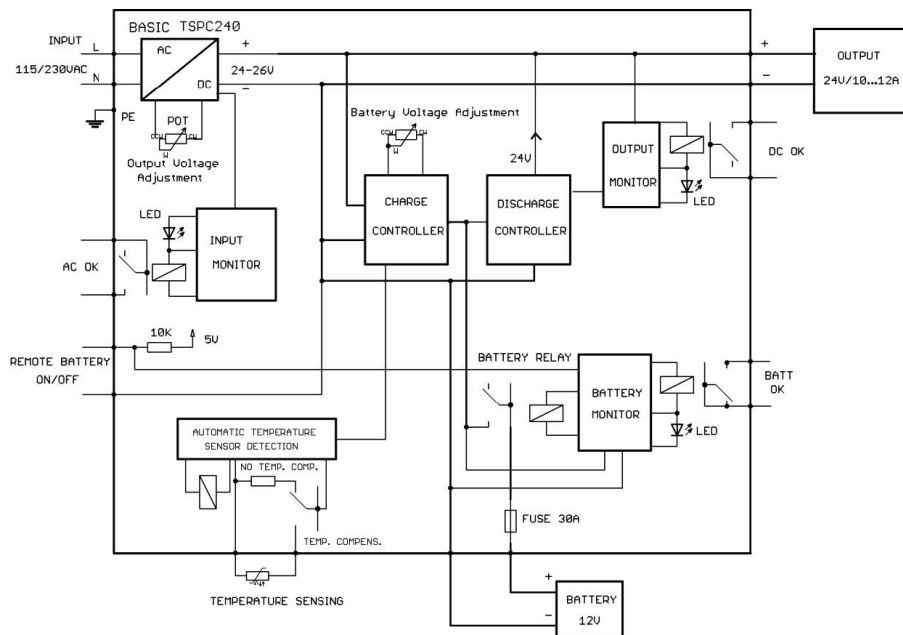 BASIC TSPC240
INPUT
L
115/230VAC
N
PE
AC
DC
+
24-26V
-
+
-
OUTPUT
24V/10...12A
CCW
POT
CW
W
Output Voltage
Adjustment
Battery Voltage Adjustment
CCW
CW
W
24V
OUTPUT
MONITOR
LED
DC OK
CHARGE
CONTROLLER
DISCHARGE
CONTROLLER
LED
INPUT
MONITOR
AC OK
10K
5V
REMOTE BATTERY
ON/OFF
BATTERY RELAY
BATTERY
MONITOR
LED
BATT
OK
AUTOMATIC TEMPERATURE
SENSOR DETECTION
NO TEMP. COMP.
TEMP. COMPENS.
FUSE 30A
TEMPERATURE SENSING
+
-
BATTERY
12V